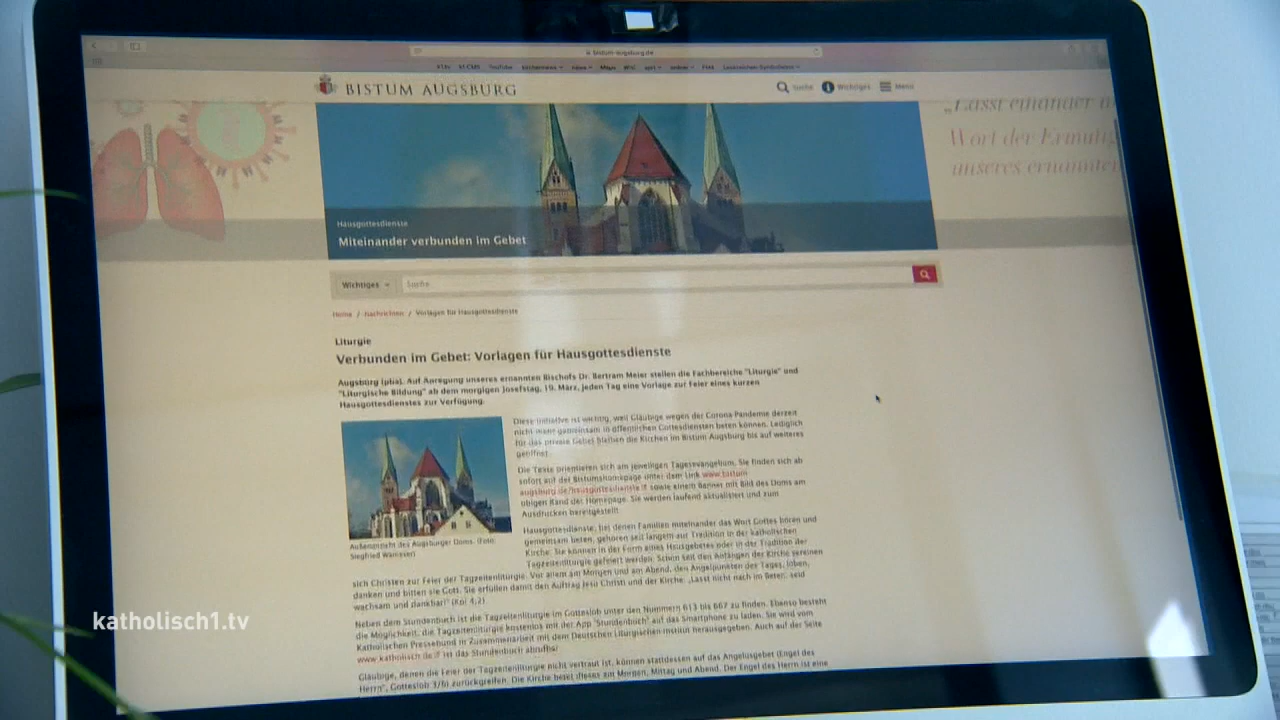 bistum-augsburg.de
YouTube
Maps
BISTUM AUGSBURG
Suche
Wichtiges
Menü
„Lasst einander
Wort der Ermutig
unseres ernannten
Hausgottesdienste
Miteinander verbunden im Gebet
Wichtiges
Suche
Home / Nachrichten / Vorlagen für Hausgottesdienste
Liturgie
Verbunden im Gebet: Vorlagen für Hausgottesdienste
Augsburg (pba). Auf Anregung unseres ernannten Bischofs Dr. Bertram Meier stellen die Fachbereiche "Liturgie" und
"Liturgische Bildung" ab dem morgigen Josefstag, 19. März, jeden Tag eine Vorlage zur Feier eines kurzen
Hausgottesdienstes zur Verfügung.
Diese Initiative ist wichtig, weil Gläubige wegen der Corona-Pandemie derzeit
nicht mehr gemeinsam in öffentlichen Gottesdiensten beten können. Lediglich
für das private Gebet bleiben die Kirchen im Bistum Augsburg bis auf weiteres
geöffnet.
Die Texte orientieren sich am jeweiligen Tagesevangelium. Sie finden sich ab
sofort auf der Bistumshomepage unter dem Link www.bistum-
augsburg.de/hausgottesdienste sowie einem Banner mit Bild des Doms am
obigen Rand der Homepage. Sie werden laufend aktualisiert und zum
Ausdrucken bereitgestellt.
Außenansicht des Augsburger Doms. (Foto:
Siegfried Wameser)
Hausgottesdienste, bei denen Familien miteinander das Wort Gottes hören und
gemeinsam beten, gehören seit langem zur Tradition in der katholischen
Kirche. Sie können in der Form eines Hausgebetes oder in der Tradition der
Tagzeitenliturgie gefeiert werden. Schon seit den Anfängen der Kirche vereinen
sich Christen zur Feier der Tagzeitenliturgie. Vor allem am Morgen und am Abend, den Angelpunkten des Tages, loben,
danken und bitten sie Gott. Sie erfüllen damit den Auftrag Jesu Christi und der Kirche: „Lasst nicht nach im Beten, seid
wachsam und dankbar!" (Kol 4,2)
Neben dem Stundenbuch ist die Tagzeitenliturgie im Gotteslob unter den Nummern 613 bis 667 zu finden. Ebenso besteht
die Möglichkeit, die Tagzeitenliturgie kostenlos mit der App "Stundenbuch" auf das Smartphone zu laden. Sie wird vom
Katholischen Pressebund in Zusammenarbeit mit dem Deutschen Liturgischen Institut herausgegeben. Auch auf der Seite
www.katholisch.de ist das Stundenbuch abrufbar.
Gläubige, denen die Feier der Tagzeitenliturgie nicht vertraut ist, können stattdessen auf das Angelusgebet (Engel des
Herrn", Gotteslob 3/6) zurückgreifen. Die Kirche betet dieses am Morgen, Mittag und Abend. Der Engel des Herrn ist eine
katholisch1.tv